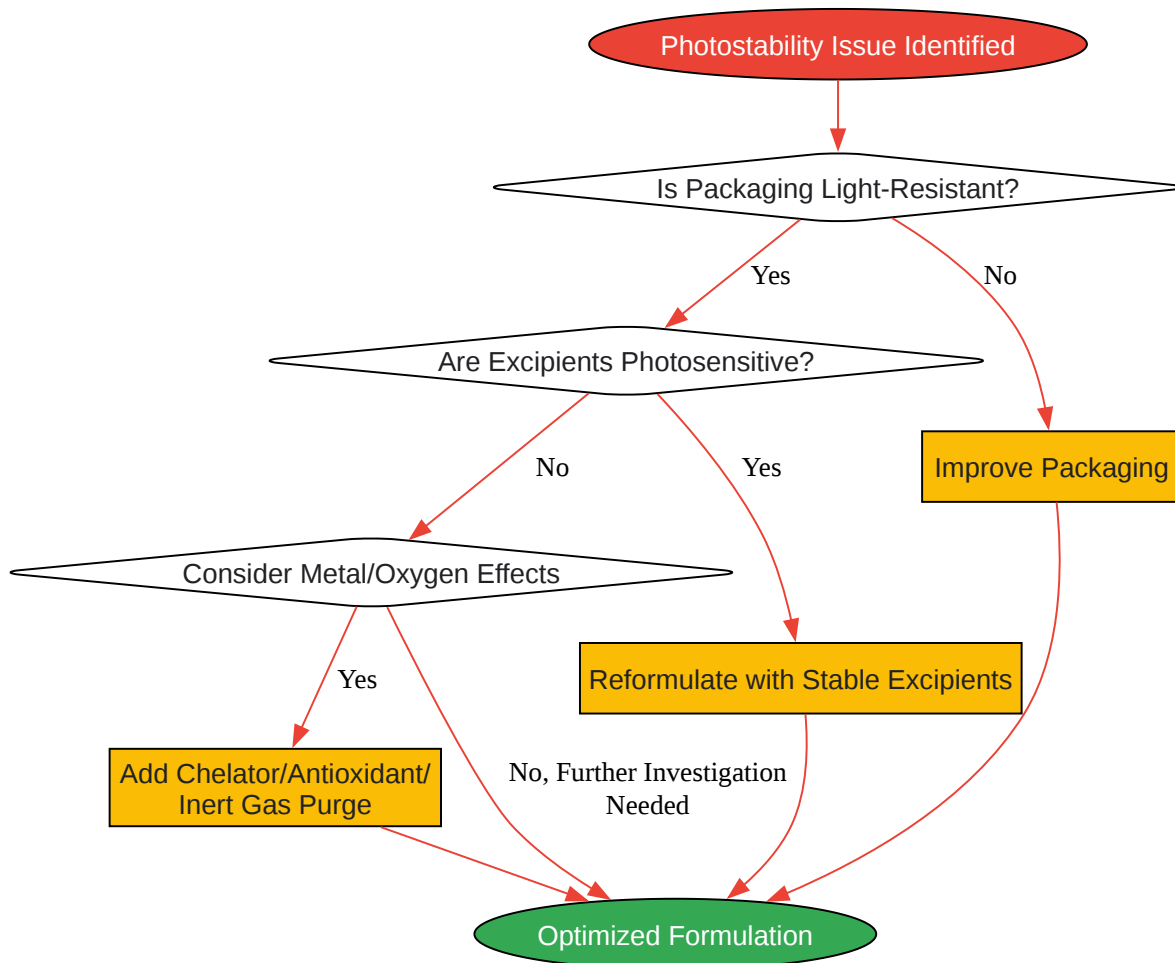 Photostability Issue Identified
Is Packaging Light-Resistant?
Yes
No
Are Excipients Photosensitive?
Improve Packaging
No
Yes
Consider Metal/Oxygen Effects
Yes
Reformulate with Stable Excipients
Add Chelator/Antioxidant/
Inert Gas Purge
No, Further Investigation
Needed
Optimized Formulation